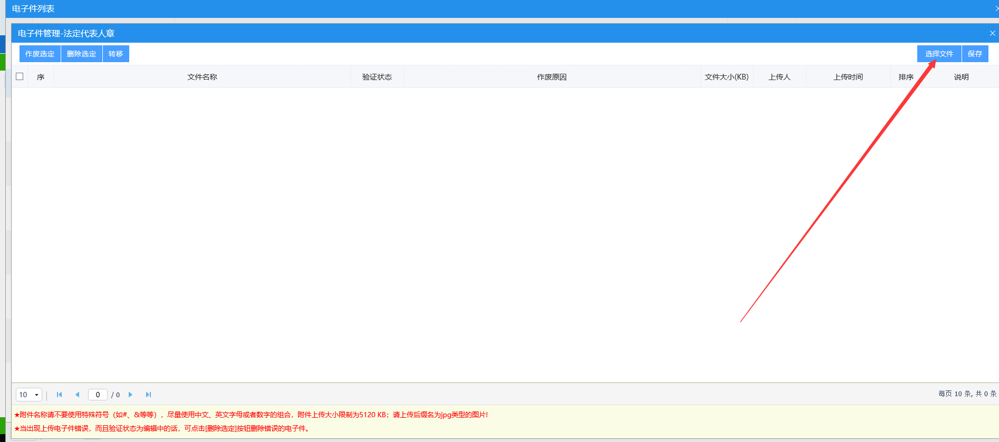 电子件列表
电子件管理-法定代表人章
作废选定 删除选定 转移 选择文件 保存
序 文件名称 验证状态 作废原因 文件大小(KB) 上传人 上传时间 排序 说明
10 0 / 0 每页 10 条, 共 0 条
★附件名称请不要使用特殊符号（如#、&等等），尽量使用中文、英文字母或者数字的组合，附件上传大小限制为5120 KB；请上传后缀名为jpg类型的图片!
★当出现上传电子件错误，而且验证状态为编辑中的话，可点击[删除选定]按钮删除错误的电子件。